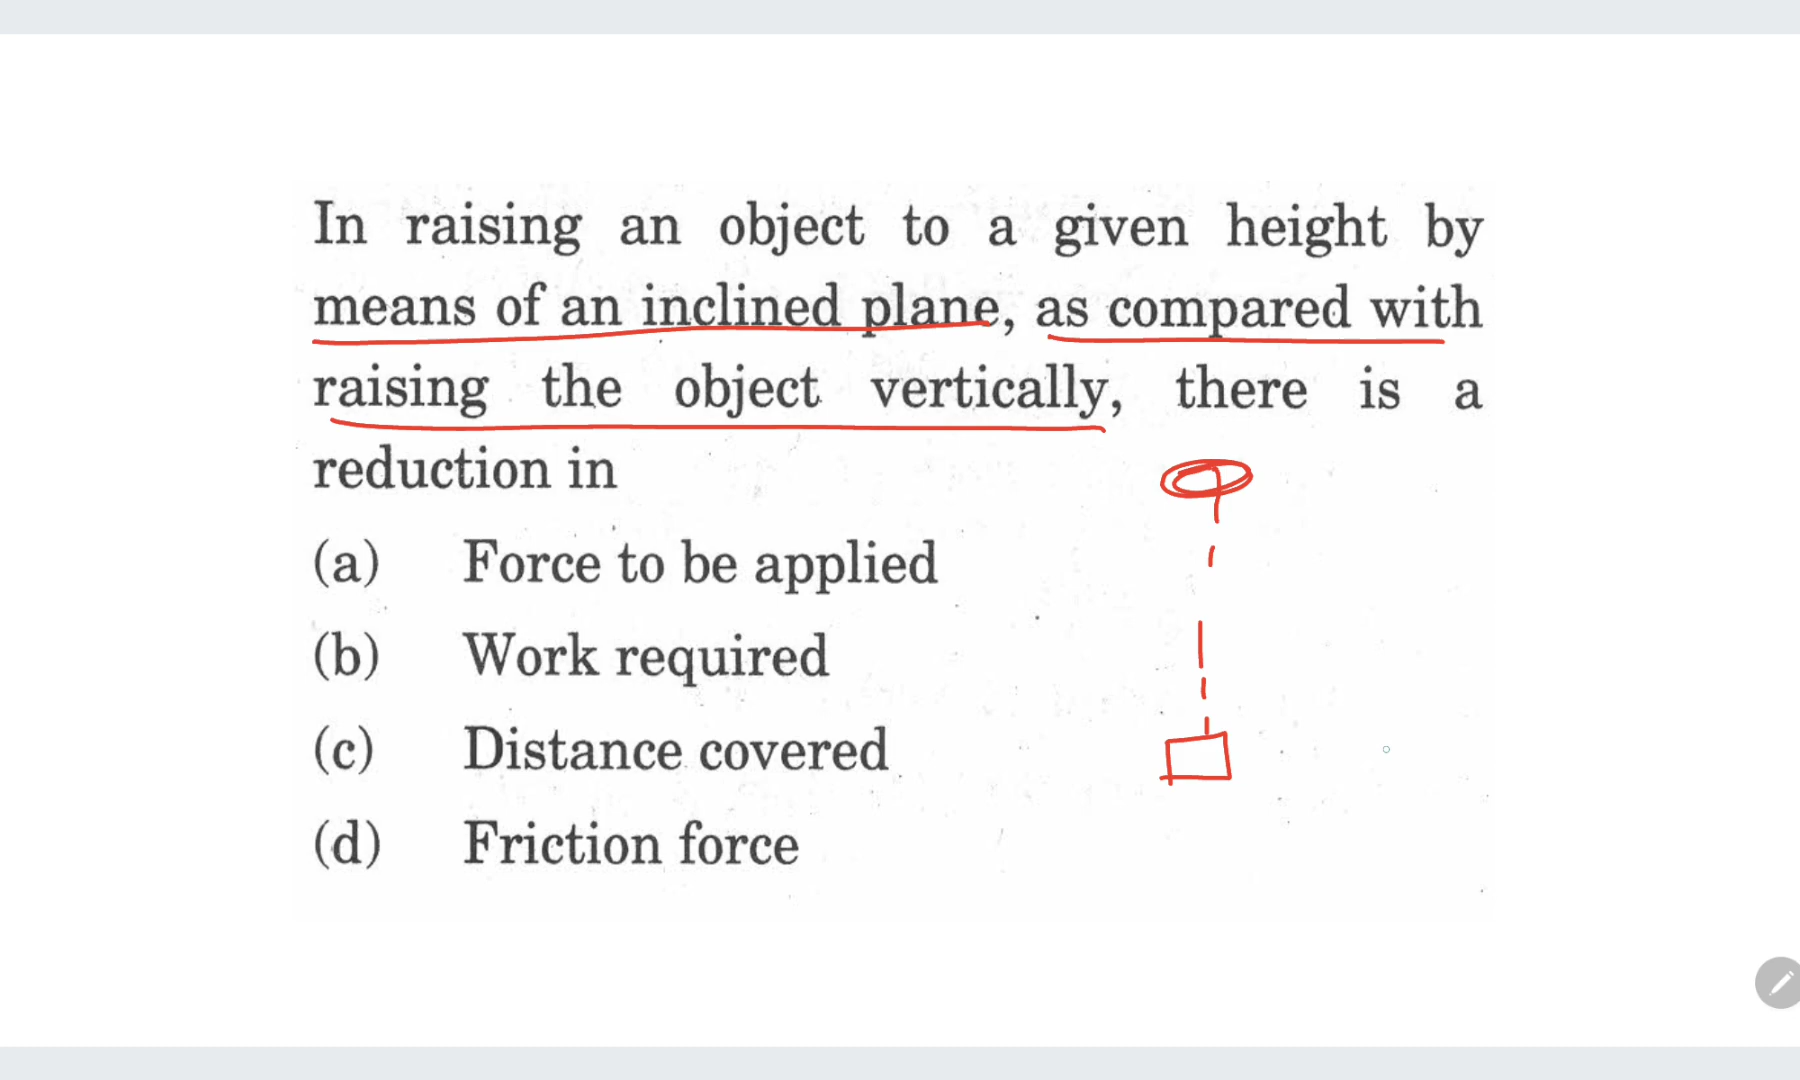 In raising an object to a given height by
means of an inclined plane, as compared with
raising the object vertically, there is a
reduction in
(a) Force to be applied
(b) Work required
(c) Distance covered
(d) Friction force